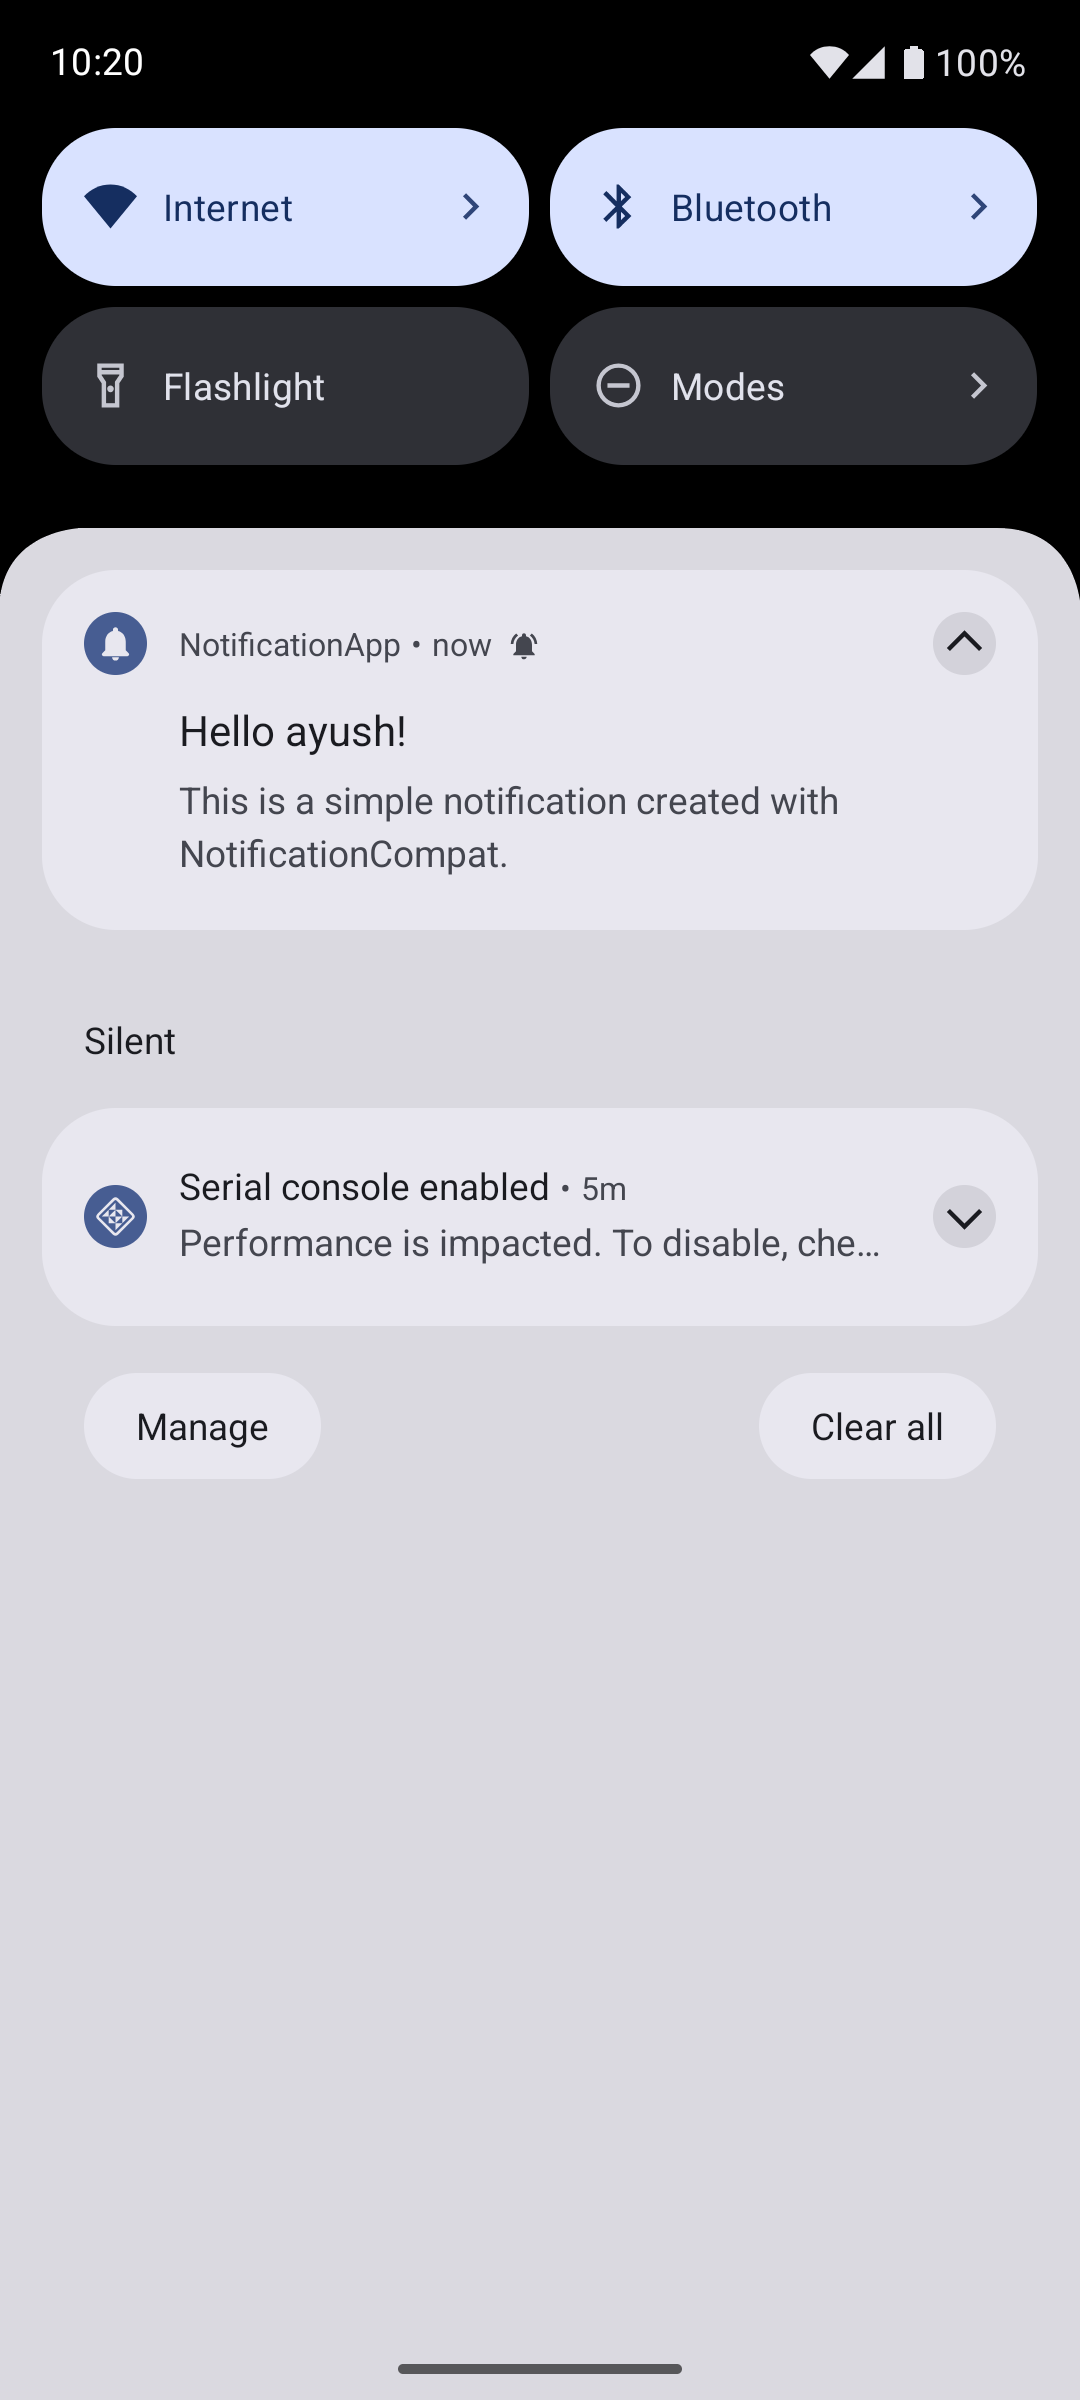 10:20
100%
Internet
Bluetooth
Flashlight
Modes
NotificationApp • now
Hello ayush!
This is a simple notification created with
NotificationCompat.
Silent
Serial console enabled • 5m
Performance is impacted. To disable, che…
Manage
Clear all